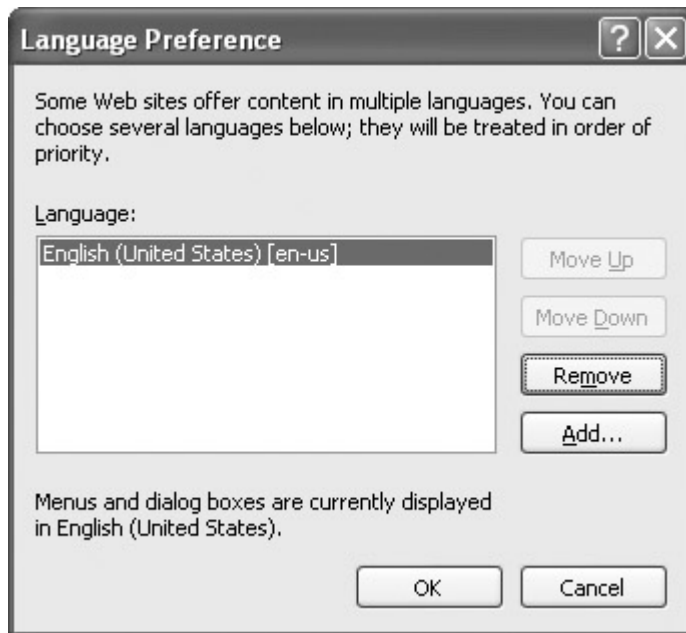 Language Preference
Some Web sites offer content in multiple languages. You can
choose several languages below; they will be treated in order of
priority.
Language:
English (United States) [en-us]
Move Up
Move Down
Remove
Add...
Menus and dialog boxes are currently displayed
in English (United States).
OK
Cancel